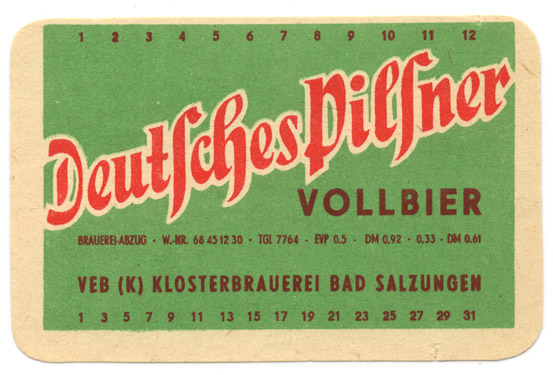 1 2 3 4 5 6 7 8 9 10 11 12
Deutſches Pilſner
VOLLBIER
BRAUEREI-ABZUG · W.-NR. 68 45 12 30 · TGL 7764 · EVP 0.5 · DM 0.92 · 0,33 · DM 0.61
VEB (K) KLOSTERBRAUEREI BAD SALZUNGEN
1 3 5 7 9 11 13 15 17 19 21 23 25 27 29 31